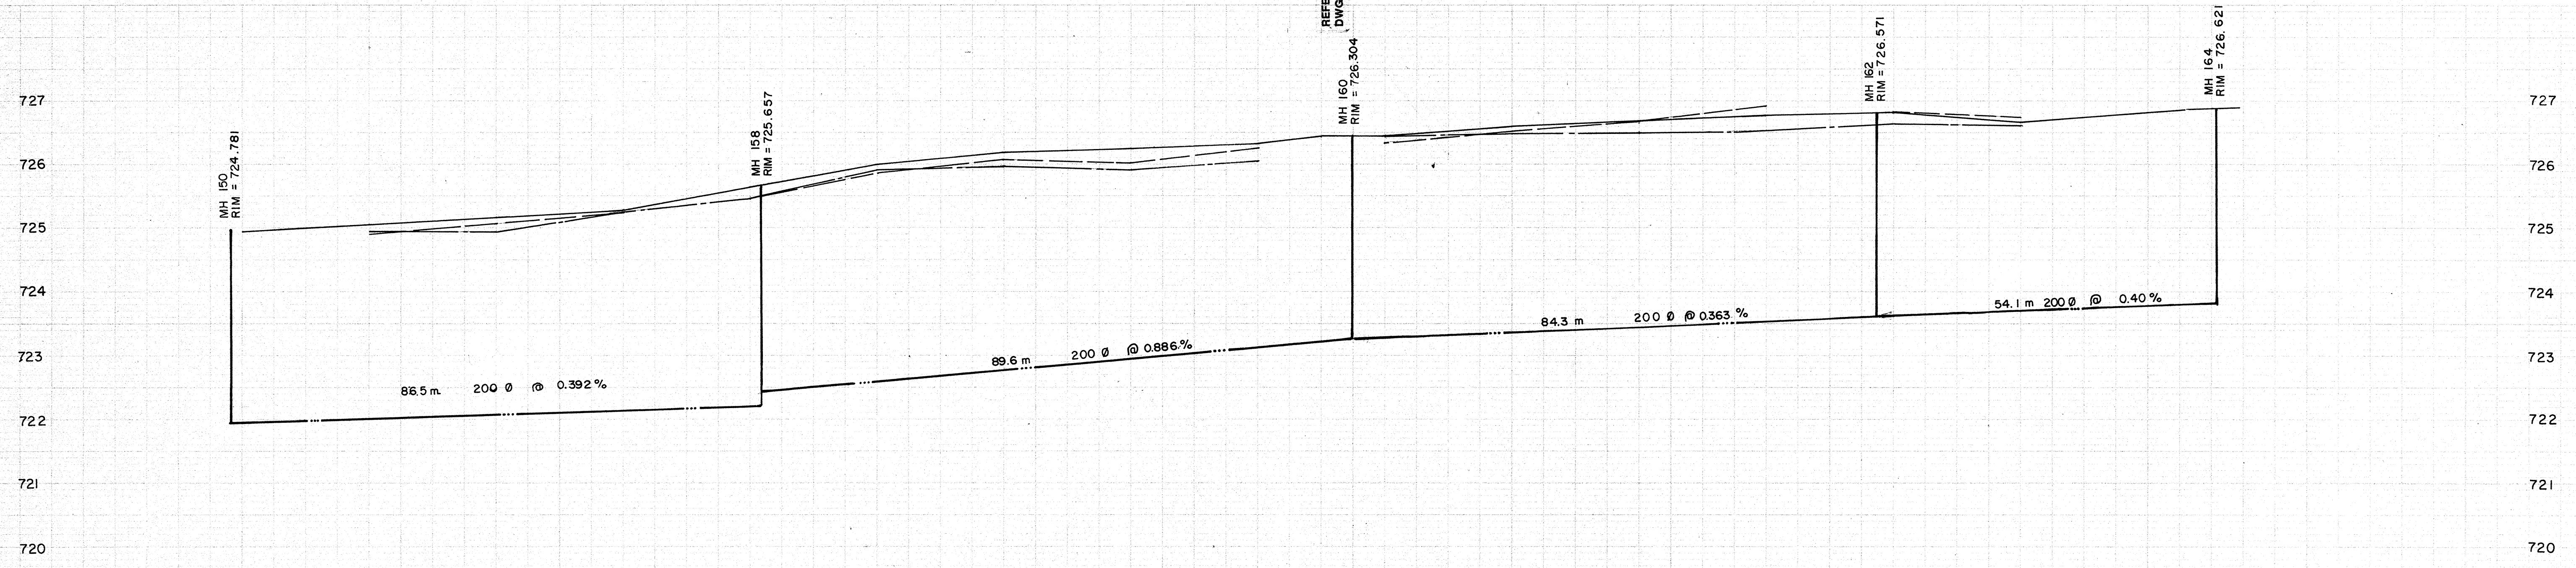 REFE
DWG
MH 150
RIM = 724.781
MH 158
RIM = 725.657
MH 160
RIM = 726.304
MH 162
RIM = 726.571
MH 164
RIM = 726.621
727
726
725
724
723
722
721
720
727
726
725
724
723
722
721
720
86.5 m. 200 Ø @ 0.392 %
89.6 m 200 Ø @ 0.886 %
84.3 m 200 Ø @ 0.363 %
54.1 m 200 Ø @ 0.40 %